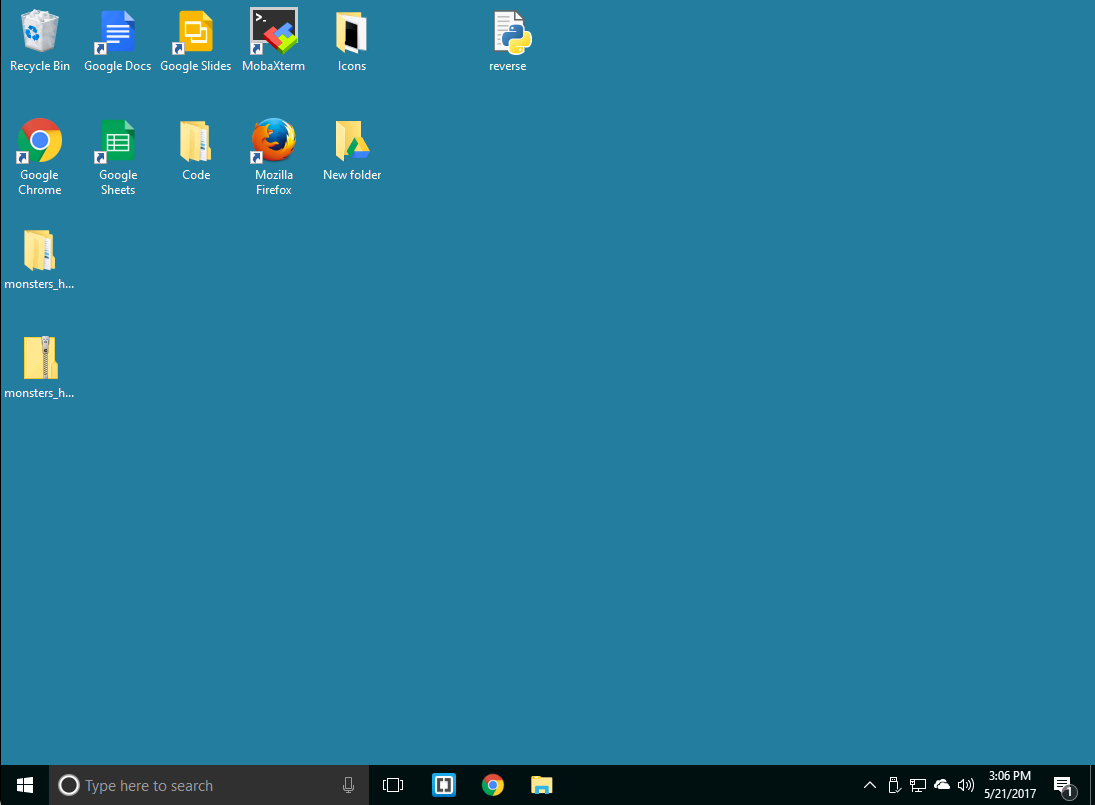 Recycle Bin
Google Docs
Google Slides
MobaXterm
Icons
reverse
Google
Chrome
Google
Sheets
Code
Mozilla
Firefox
New folder
monsters_h...
monsters_h...
Type here to search
3:06 PM
5/21/2017
1